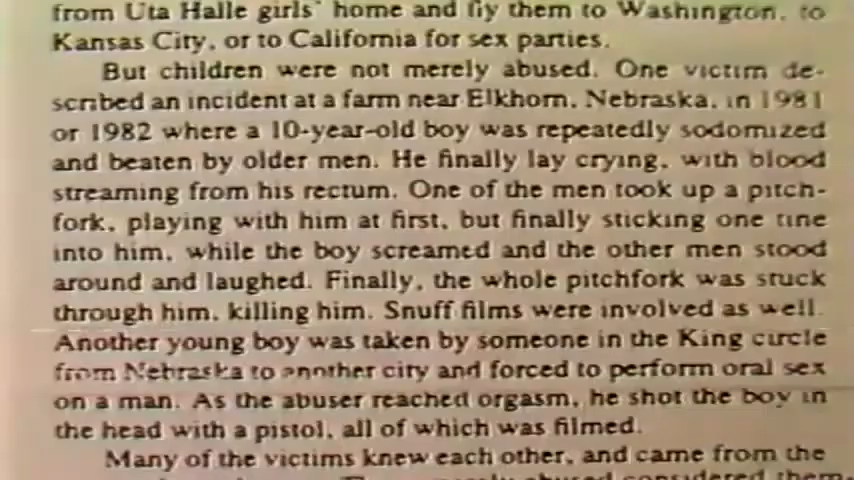 from Uta Halle girls' home and fly them to Washington, to
Kansas City, or to California for sex parties.
But children were not merely abused. One victim de-
scribed an incident at a farm near Elkhorn, Nebraska, in 1981
or 1982 where a 10-year-old boy was repeatedly sodomized
and beaten by older men. He finally lay crying, with blood
streaming from his rectum. One of the men took up a pitch-
fork, playing with him at first, but finally sticking one tine
into him, while the boy screamed and the other men stood
around and laughed. Finally, the whole pitchfork was stuck
through him, killing him. Snuff films were involved as well.
Another young boy was taken by someone in the King circle
from Nebraska to another city and forced to perform oral sex
on a man. As the abuser reached orgasm, he shot the boy in
the head with a pistol, all of which was filmed.
Many of the victims knew each other, and came from the
abused considered them-